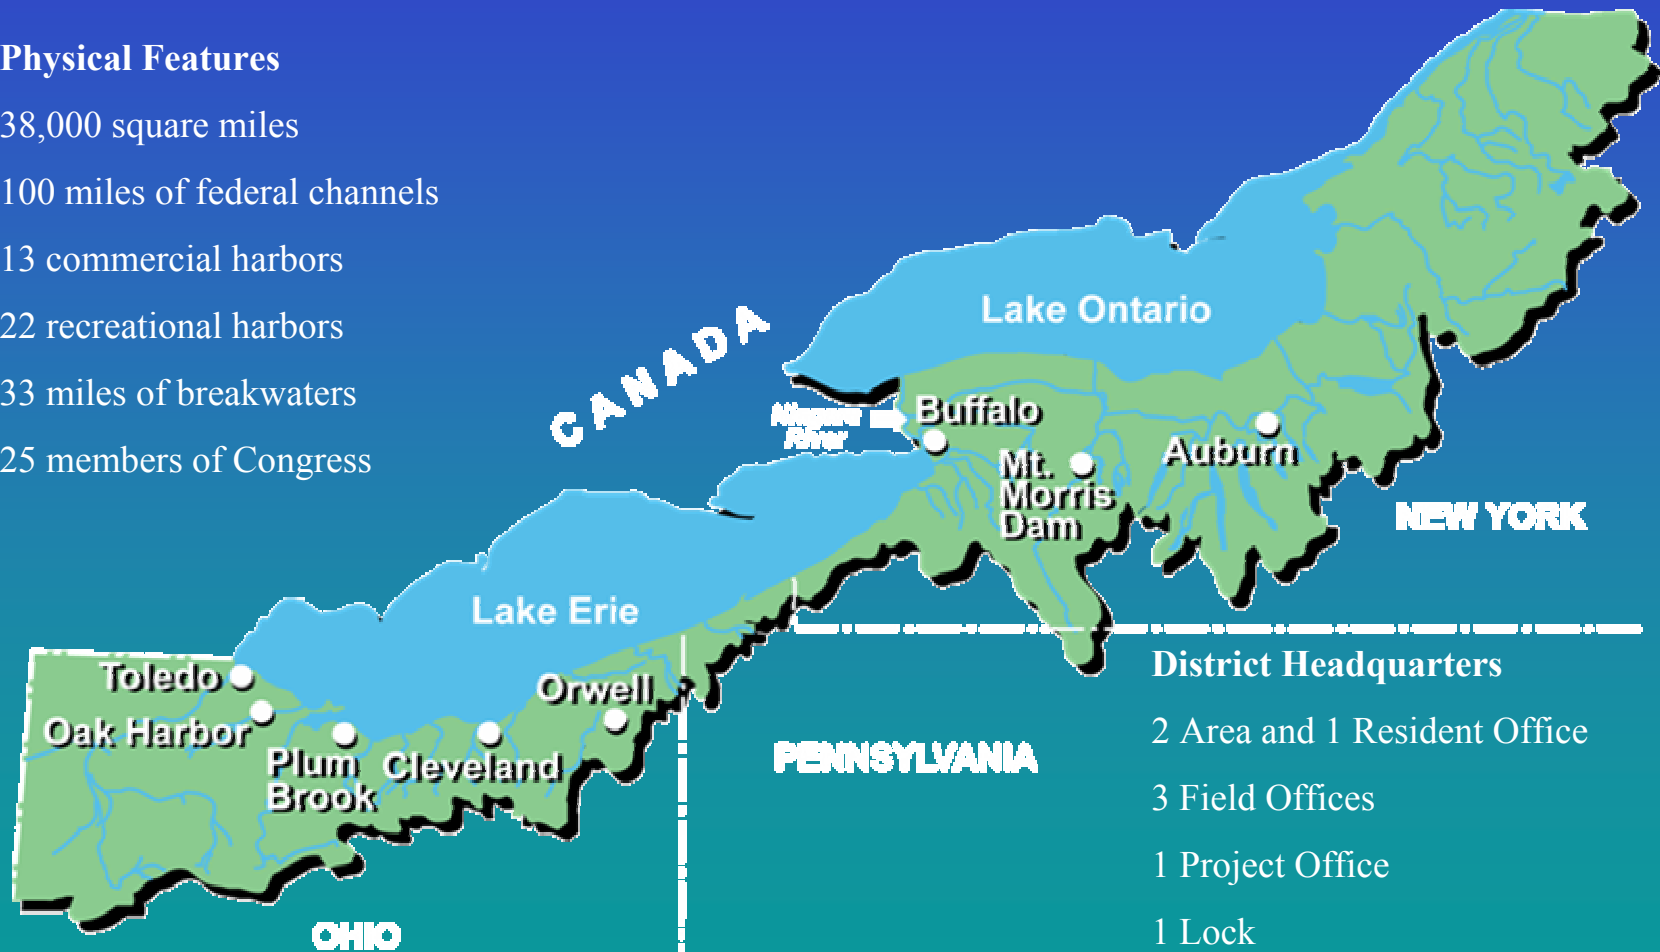 Physical Features
38,000 square miles
100 miles of federal channels
13 commercial harbors
22 recreational harbors
33 miles of breakwaters
25 members of Congress
CANADA
Lake Ontario
Niagara
River
Buffalo
Mt.
Morris
Dam
Auburn
NEW YORK
Lake Erie
Toledo
Oak Harbor
Plum
Brook
Cleveland
Orwell
PENNSYLVANIA
OHIO
District Headquarters
2 Area and 1 Resident Office
3 Field Offices
1 Project Office
1 Lock